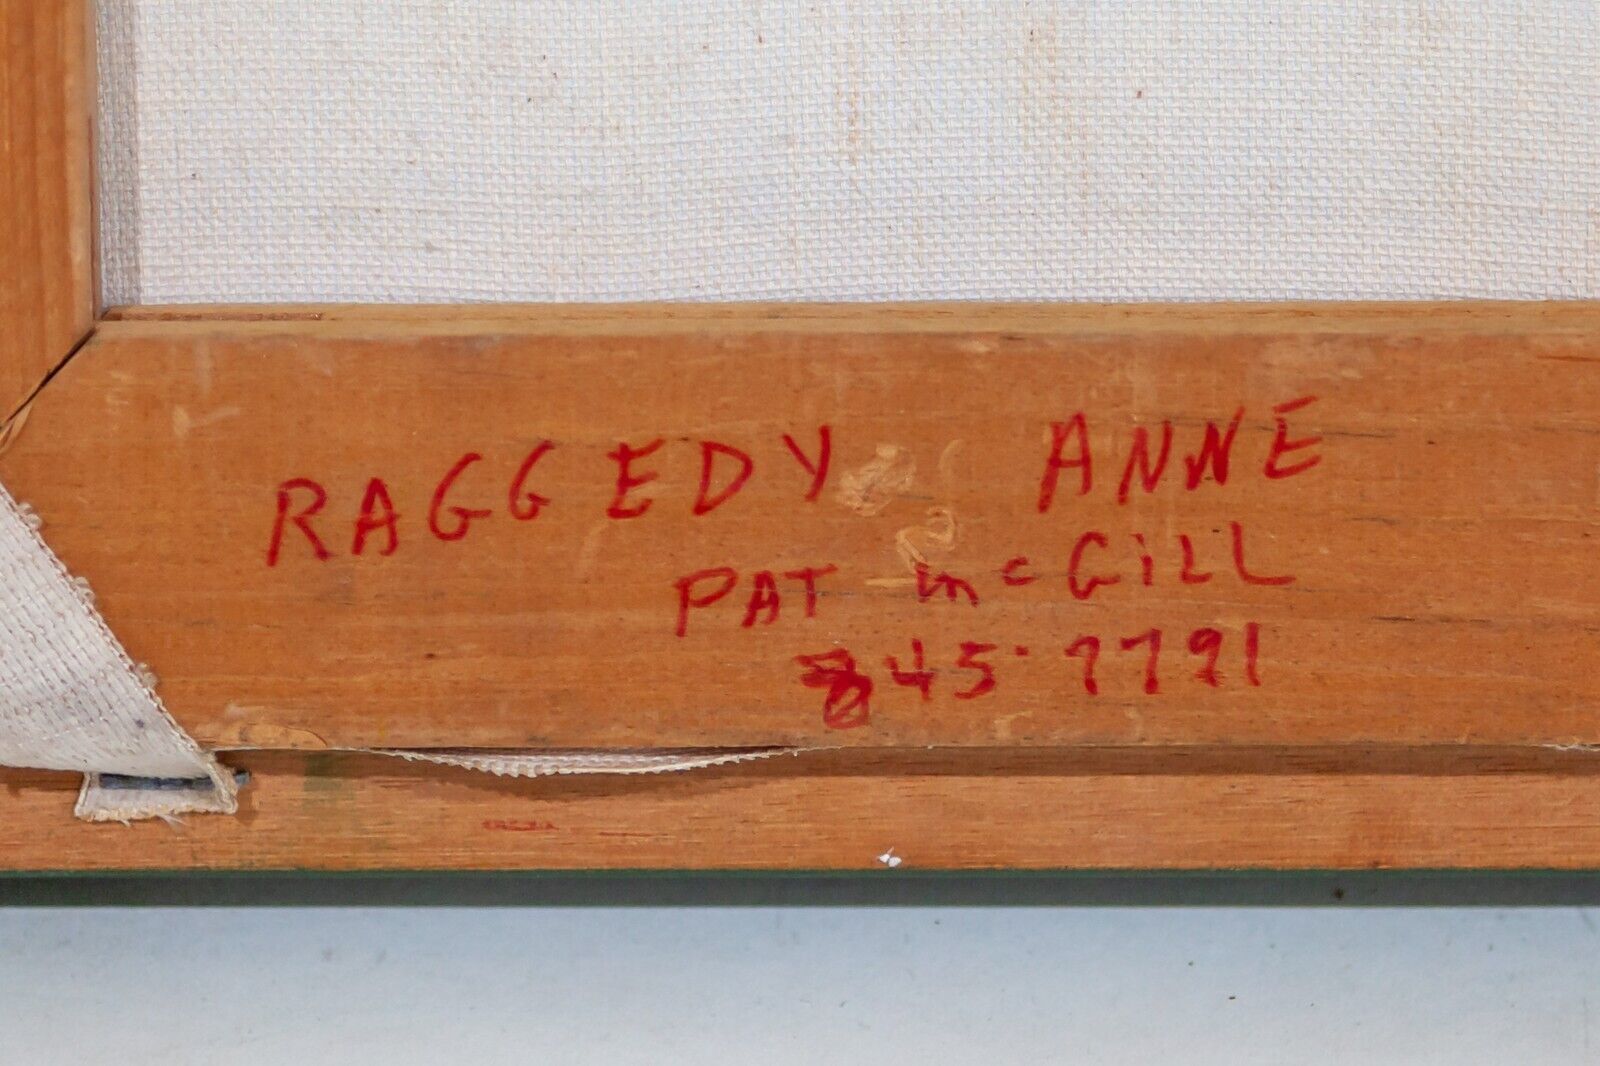 RAGGEDY ANNE
PAT McGiLL
845-7791